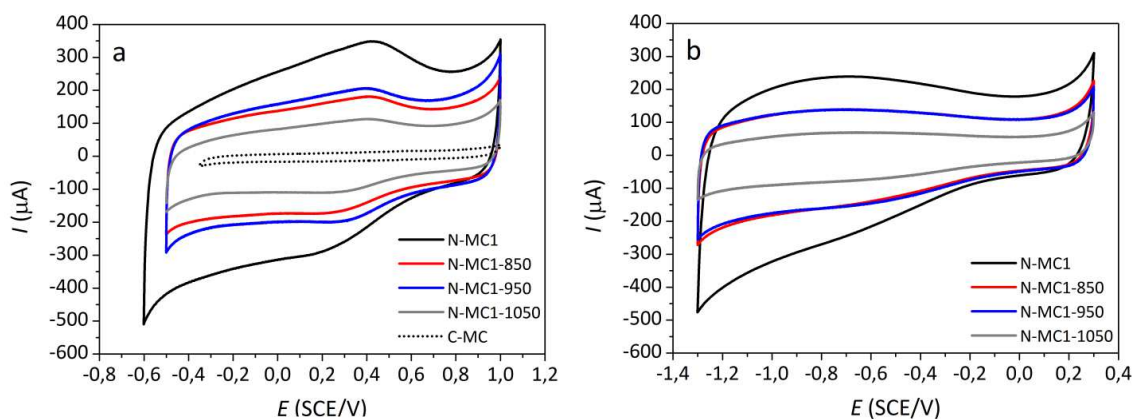 a
400
300
200
100
0
-100
-200
-300
-400
-500
-600
I (µA)
-0,8 -0,6 -0,4 -0,2 0,0 0,2 0,4 0,6 0,8 1,0 1,2
E (SCE/V)
N-MC1
N-MC1-850
N-MC1-950
N-MC1-1050
C-MC
b
400
300
200
100
0
-100
-200
-300
-400
-500
-600
I (µA)
-1,4 -1,2 -1,0 -0,8 -0,6 -0,4 -0,2 0,0 0,2 0,4
E (SCE/V)
N-MC1
N-MC1-850
N-MC1-950
N-MC1-1050